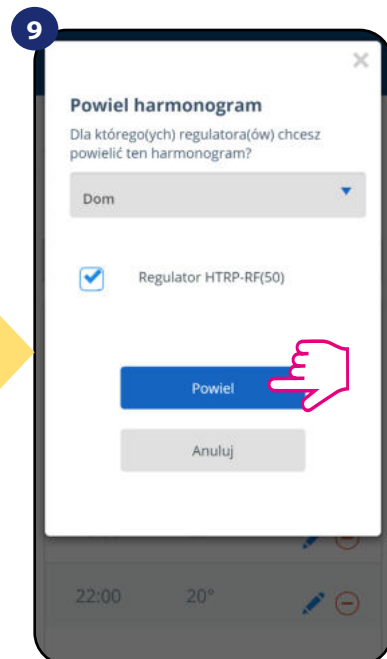 9
×
Powiel harmonogram
Dla którego(ych) regulatora(ów) chcesz
powielić ten harmonogram?
Dom
Regulator HTRP-RF(50)
Powiel
Anuluj
22:00 20°